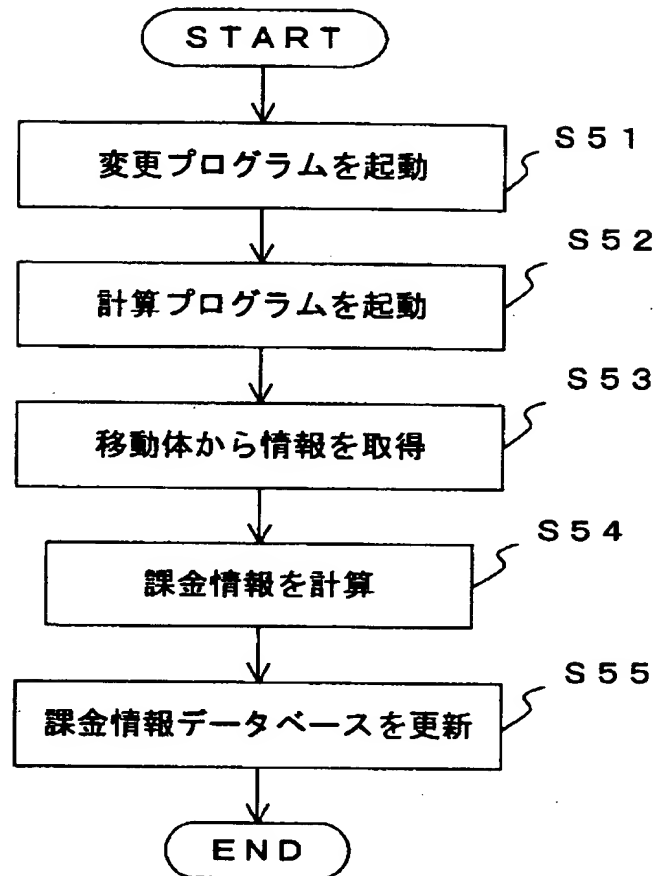 START
変更プログラムを起動
S51
計算プログラムを起動
S52
移動体から情報を取得
S53
課金情報を計算
S54
課金情報データベースを更新
S55
END